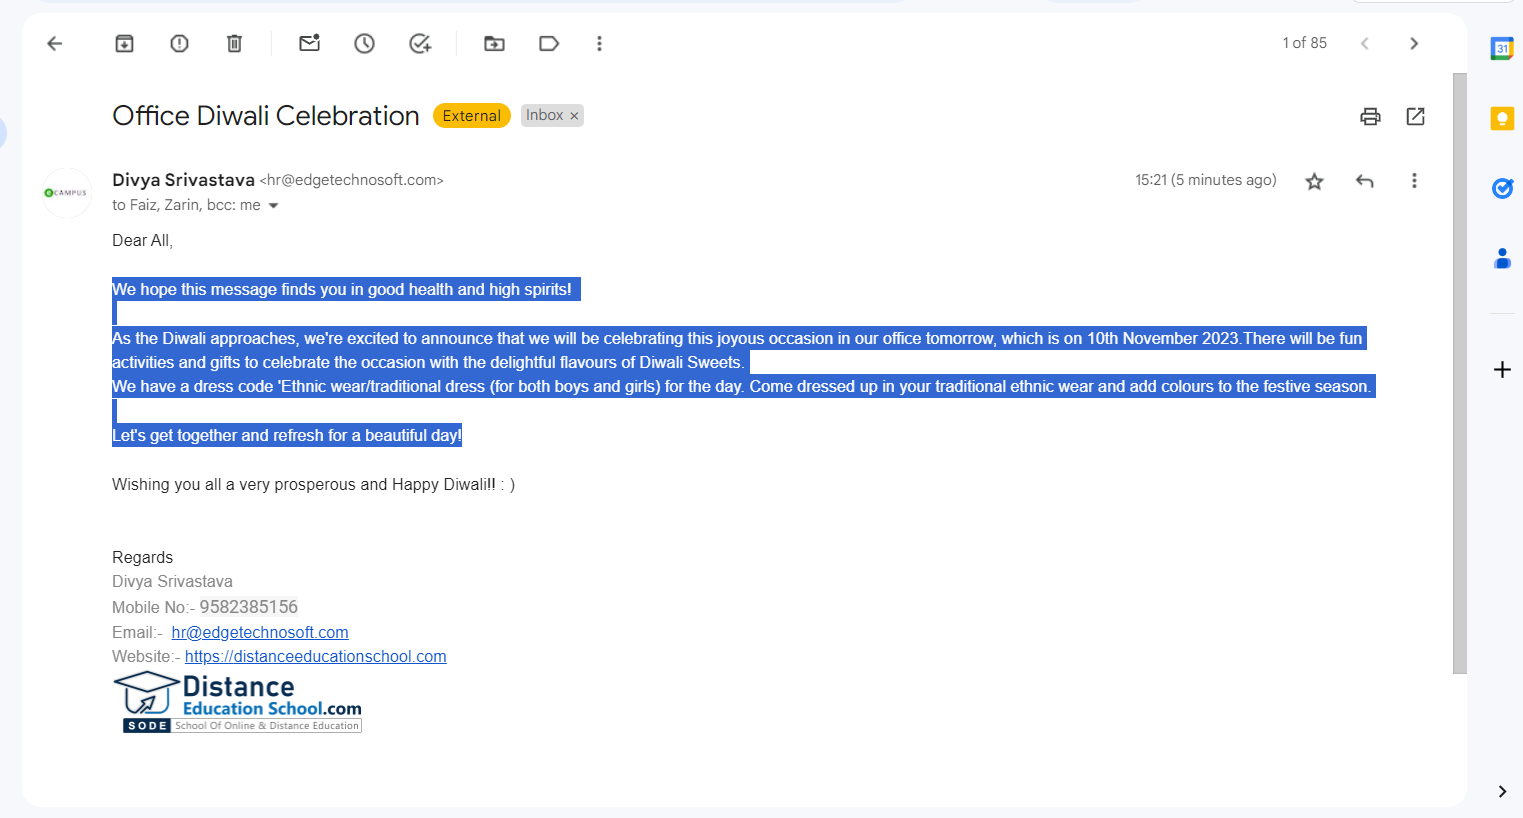 1 of 85
31
Office Diwali Celebration External Inbox ×
eCAMPUS
Divya Srivastava <hr@edgetechnosoft.com> 15:21 (5 minutes ago)
to Faiz, Zarin, bcc: me
Dear All,
We hope this message finds you in good health and high spirits!
As the Diwali approaches, we're excited to announce that we will be celebrating this joyous occasion in our office tomorrow, which is on 10th November 2023.There will be fun
activities and gifts to celebrate the occasion with the delightful flavours of Diwali Sweets.
We have a dress code 'Ethnic wear/traditional dress (for both boys and girls) for the day. Come dressed up in your traditional ethnic wear and add colours to the festive season.
Let's get together and refresh for a beautiful day!
Wishing you all a very prosperous and Happy Diwali!! : )
Regards
Divya Srivastava
Mobile No:- 9582385156
Email:- hr@edgetechnosoft.com
Website:- https://distanceeducationschool.com
Distance
Education School.com
SODE School Of Online & Distance Education